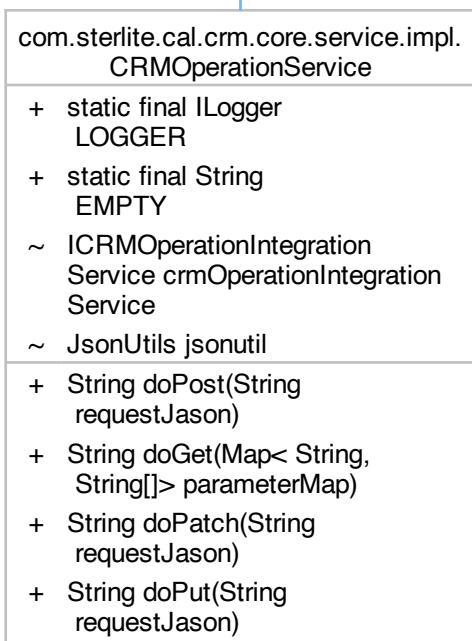 com.sterlite.cal.crm.core.service.impl.
CRMOperationService
+ static final ILogger
LOGGER
+ static final String
EMPTY
~ ICRMOperationIntegration
Service crmOperationIntegration
Service
~ JsonUtils jsonutil
+ String doPost(String
requestJason)
+ String doGet(Map< String,
String[]> parameterMap)
+ String doPatch(String
requestJason)
+ String doPut(String
requestJason)